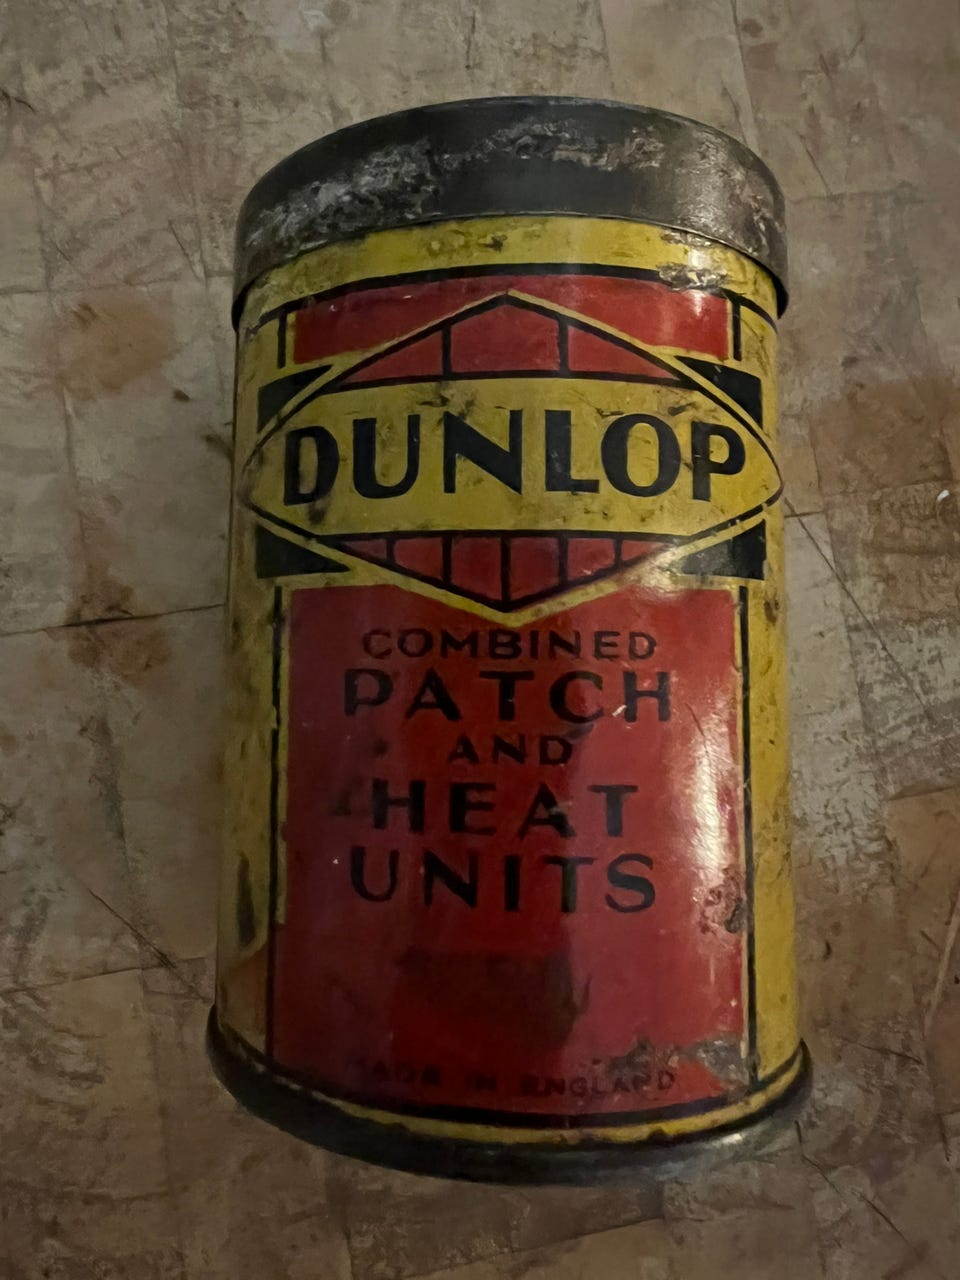 DUNLOP
COMBINED
PATCH
AND
HEAT
UNITS
MADE IN ENGLAND